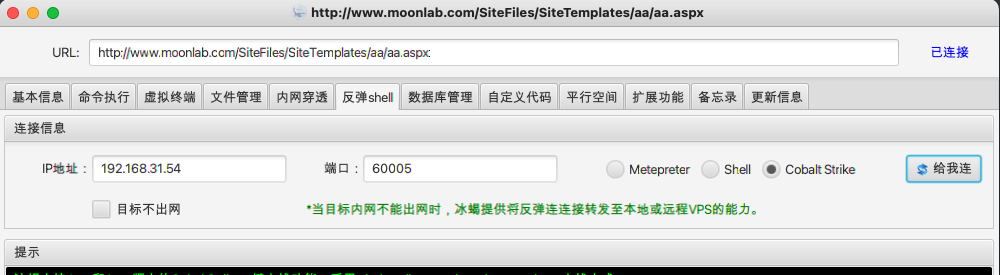 http://www.moonlab.com/SiteFiles/SiteTemplates/aa/aa.aspx
URL: http://www.moonlab.com/SiteFiles/SiteTemplates/aa/aa.aspx 已连接
基本信息 命令执行 虚拟终端 文件管理 内网穿透 反弹shell 数据库管理 自定义代码 平行空间 扩展功能 备忘录 更新信息
连接信息
IP地址： 192.168.31.54 端口： 60005 Metepreter Shell Cobalt Strike 给我连
目标不出网 *当目标内网不能出网时，冰蝎提供将反弹连连接转发至本地或远程VPS的能力。
提示